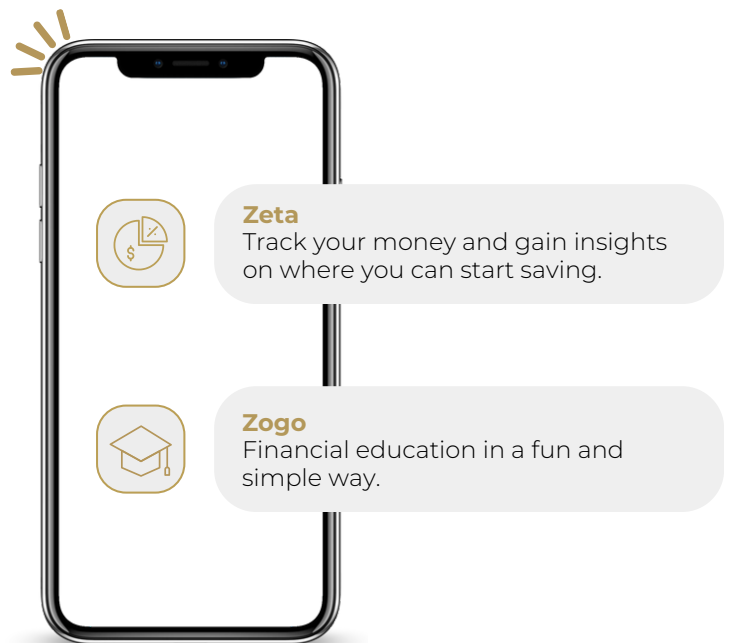 Zeta
Track your money and gain insights
on where you can start saving.
Zogo
Financial education in a fun and
simple way.